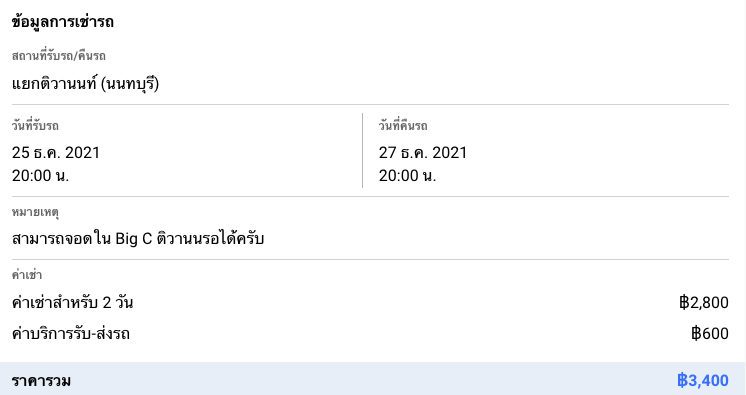 ข้อมูลการเช่ารถ
สถานที่รับรถ/คืนรถ
แยกติวานนท์ (นนทบุรี)
วันที่รับรถ
25 ธ.ค. 2021
20:00 น.
วันที่คืนรถ
27 ธ.ค. 2021
20:00 น.
หมายเหตุ
สามารถจอดใน Big C ติวานนรอได้ครับ
ค่าเช่า
ค่าเช่าสำหรับ 2 วัน ฿2,800
ค่าบริการรับ-ส่งรถ ฿600
ราคารวม ฿3,400